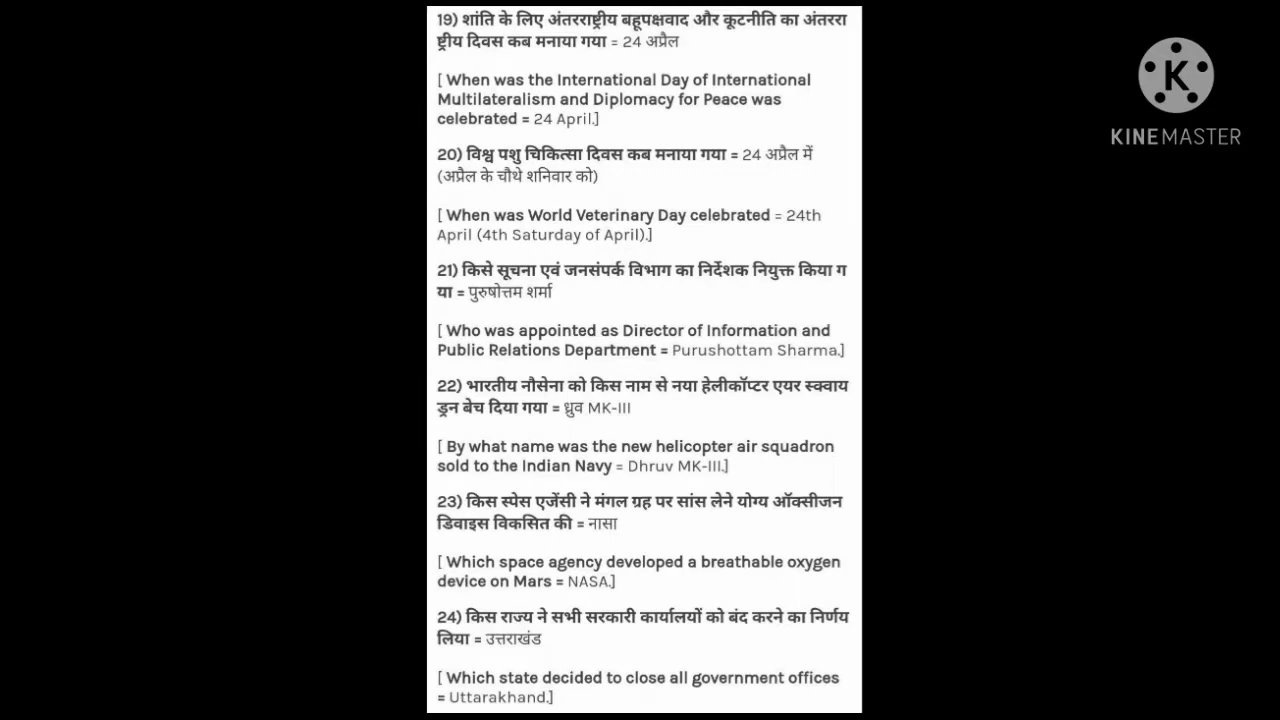 19) शांति के लिए अंतरराष्ट्रीय बहूपक्षवाद और कूटनीति का अंतररा
ष्ट्रीय दिवस कब मनाया गया = 24 अप्रैल
[ When was the International Day of International
Multilateralism and Diplomacy for Peace was
celebrated = 24 April.]
20) विश्व पशु चिकित्सा दिवस कब मनाया गया = 24 अप्रैल में
(अप्रैल के चौथे शनिवार को)
[ When was World Veterinary Day celebrated = 24th
April (4th Saturday of April).]
21) किसे सूचना एवं जनसंपर्क विभाग का निर्देशक नियुक्त किया ग
या = पुरुषोत्तम शर्मा
[ Who was appointed as Director of Information and
Public Relations Department = Purushottam Sharma.]
22) भारतीय नौसेना को किस नाम से नया हेलीकॉप्टर एयर स्क्वाय
ड्रन बेच दिया गया = ध्रुव MK-III
[ By what name was the new helicopter air squadron
sold to the Indian Navy = Dhruv MK-III.]
23) किस स्पेस एजेंसी ने मंगल ग्रह पर सांस लेने योग्य ऑक्सीजन
डिवाइस विकसित की = नासा
[ Which space agency developed a breathable oxygen
device on Mars = NASA.]
24) किस राज्य ने सभी सरकारी कार्यालयों को बंद करने का निर्णय
लिया = उत्तराखंड
[ Which state decided to close all government offices
= Uttarakhand.]
K
KINEMASTER